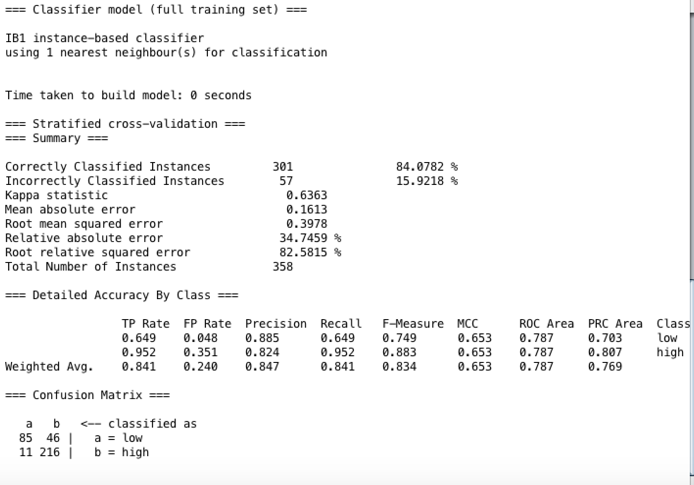 === Classifier model (full training set) ===
IB1 instance-based classifier
using 1 nearest neighbour(s) for classification
Time taken to build model: 0 seconds
=== Stratified cross-validation ===
=== Summary ===
Correctly Classified Instances 301 84.0782 %
Incorrectly Classified Instances 57 15.9218 %
Kappa statistic 0.6363
Mean absolute error 0.1613
Root mean squared error 0.3978
Relative absolute error 34.7459 %
Root relative squared error 82.5815 %
Total Number of Instances 358
=== Detailed Accuracy By Class ===
TP Rate FP Rate Precision Recall F-Measure MCC ROC Area PRC Area Class
0.649 0.048 0.885 0.649 0.749 0.653 0.787 0.703 low
0.952 0.351 0.824 0.952 0.883 0.653 0.787 0.807 high
Weighted Avg. 0.841 0.240 0.847 0.841 0.834 0.653 0.787 0.769
=== Confusion Matrix ===
a b <-- classified as
85 46 | a = low
11 216 | b = high